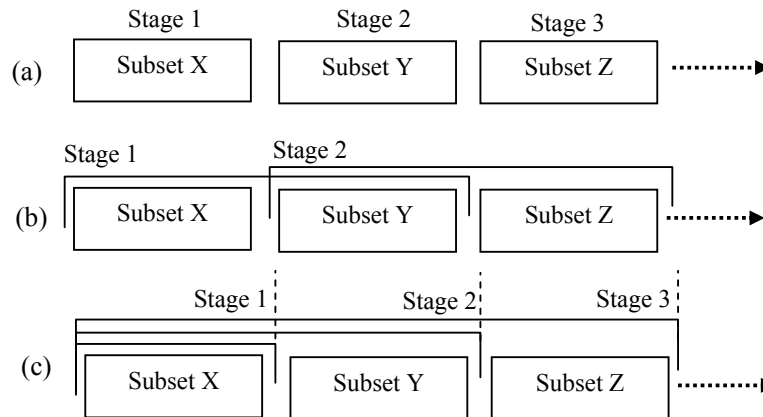 Stage 1 Stage 2 Stage 3
(a) Subset X Subset Y Subset Z
Stage 1 Stage 2
(b) Subset X Subset Y Subset Z
Stage 1 Stage 2 Stage 3
(c) Subset X Subset Y Subset Z